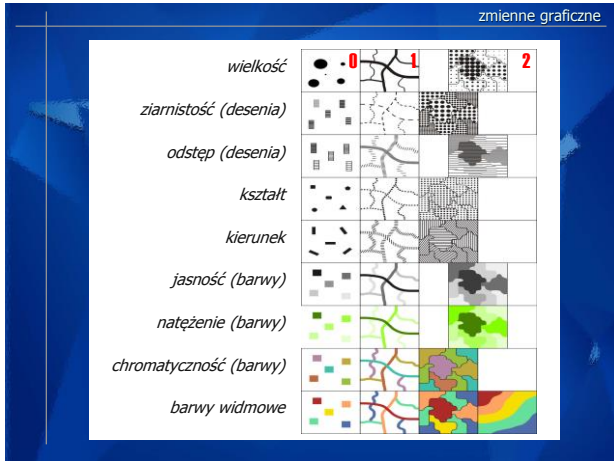 zmienne graficzne
0 1 2
wielkość
ziarnistość (desenia)
odstęp (desenia)
kształt
kierunek
jasność (barwy)
natężenie (barwy)
chromatyczność (barwy)
barwy widmowe